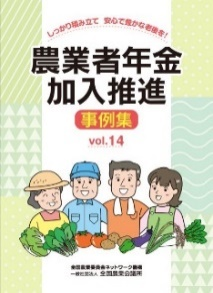 しっかり積み立て 安心で豊かな老後を！
農業者年金
加入推進
事例集
vol.14
全国農業委員会ネットワーク機構
一般社団法人 全国農業会議所